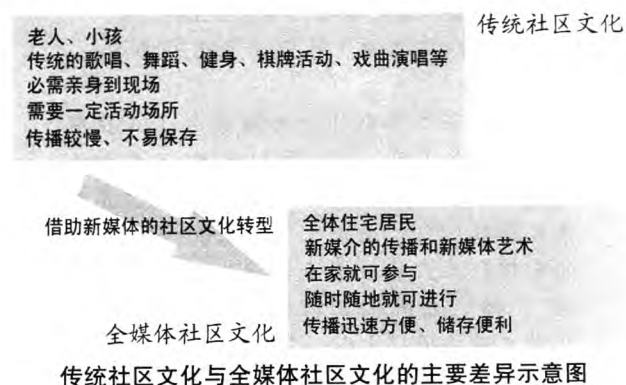 传统社区文化
老人、小孩
传统的歌唱、舞蹈、健身、棋牌活动、戏曲演唱等
必需亲身到现场
需要一定活动场所
传播较慢、不易保存
借助新媒体的社区文化转型
全体住宅居民
新媒介的传播和新媒体艺术
在家就可参与
随时随地就可进行
传播迅速方便、储存便利
全媒体社区文化
传统社区文化与全媒体社区文化的主要差异示意图